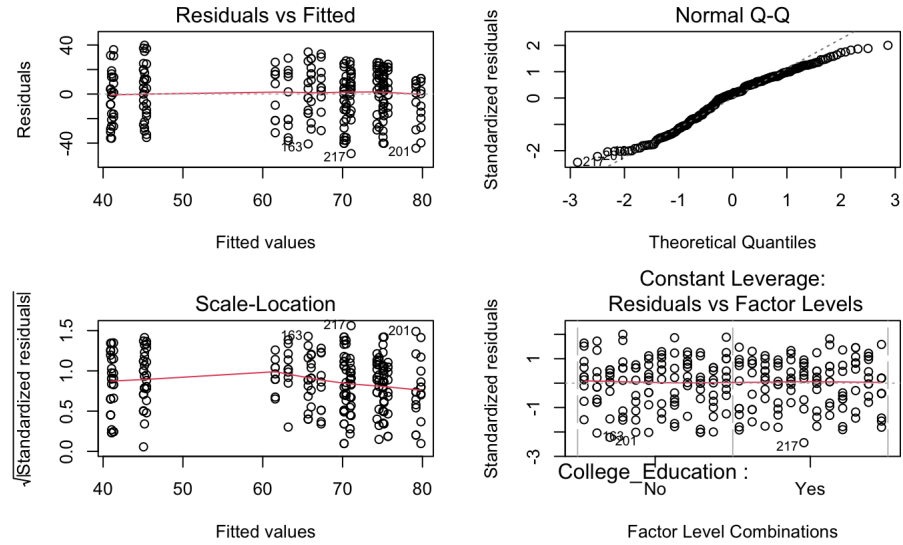 Residuals vs Fitted
Residuals
40
0
-40
163
217
201
40 50 60 70 80
Fitted values
Normal Q-Q
Standardized residuals
2
1
0
-2
217
201
-3 -2 -1 0 1 2 3
Theoretical Quantiles
Scale-Location
√|Standardized residuals|
1.5
1.0
0.5
0.0
163
217
201
40 50 60 70 80
Fitted values
Constant Leverage:
Residuals vs Factor Levels
Standardized residuals
1
-1
-3
163
201
217
College_Education :
No Yes
Factor Level Combinations